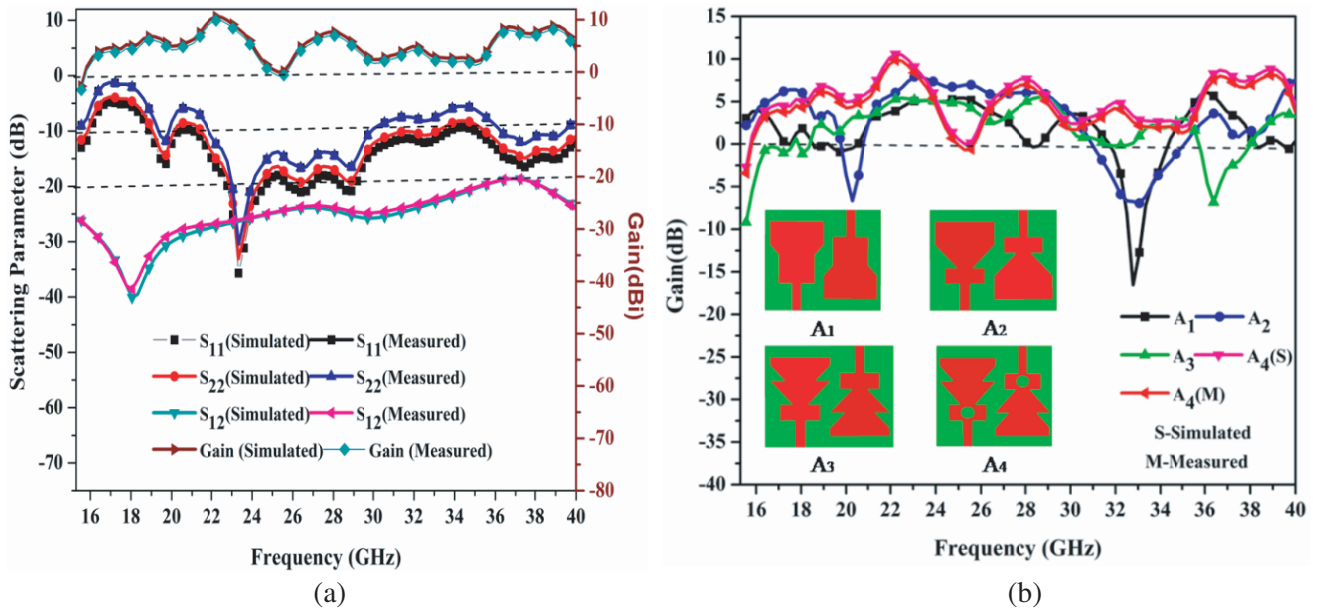 10
0
-10
-20
-30
-40
-50
-60
-70
Scattering Parameter (dB)
10
0
-10
-20
-30
-40
-50
-60
-70
-80
Gain(dBi)
S11(Simulated) S11(Measured)
S22(Simulated) S22(Measured)
S12(Simulated) S12(Measured)
Gain (Simulated) Gain (Measured)
16 18 20 22 24 26 28 30 32 34 36 38 40
Frequency (GHz)
(a)
15
10
5
0
-5
-10
-15
-20
-25
-30
-35
-40
Gain(dB)
A1 A2
A3 A4
A1 A2
A3 A4(S)
A4(M)
S-Simulated
M-Measured
16 18 20 22 24 26 28 30 32 34 36 38 40
Frequency (GHz)
(b)